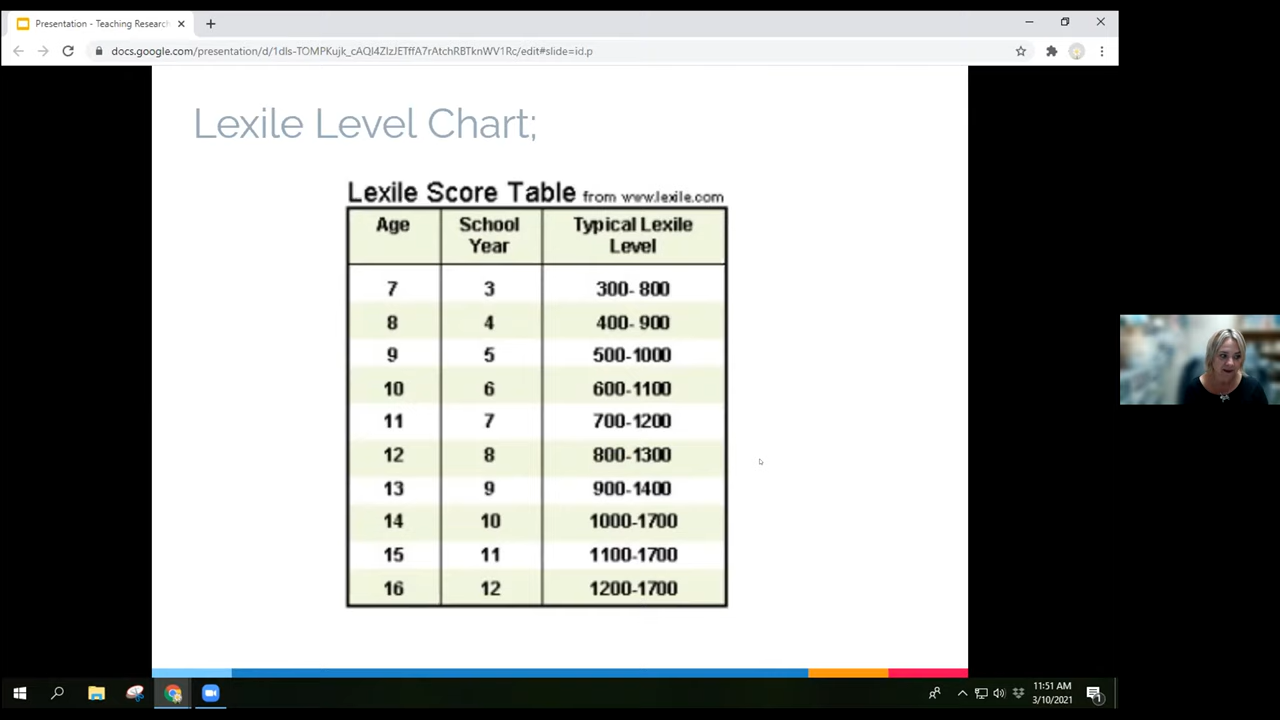 Presentation - Teaching Research
docs.google.com/presentation/d/1dls-TOMPKujk_cAQI4ZIzJETffA7rAtchRBTknWV1Rc/edit#slide=id.p
Lexile Level Chart;
Lexile Score Table from www.lexile.com
Age School Year Typical Lexile Level
7 3 300- 800
8 4 400- 900
9 5 500-1000
10 6 600-1100
11 7 700-1200
12 8 800-1300
13 9 900-1400
14 10 1000-1700
15 11 1100-1700
16 12 1200-1700
11:51 AM
3/10/2021
1